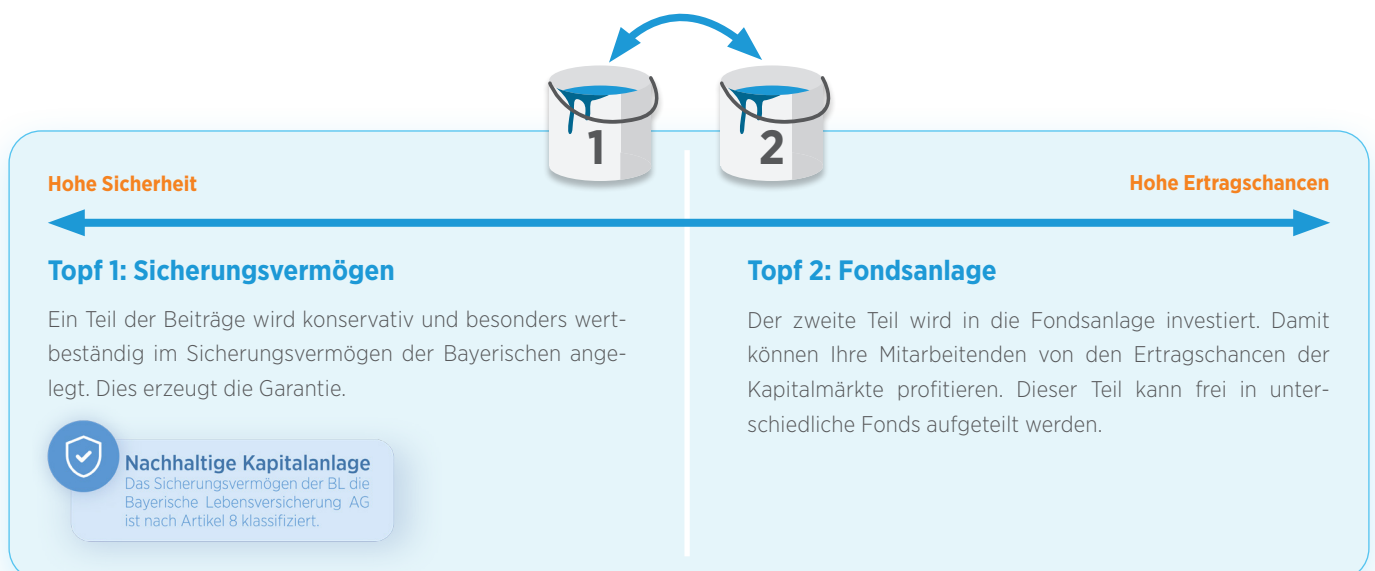 1
2
Hohe Sicherheit
Hohe Ertragschancen
Topf 1: Sicherungsvermögen
Ein Teil der Beiträge wird konservativ und besonders wert-
beständig im Sicherungsvermögen der Bayerischen ange-
legt. Dies erzeugt die Garantie.
Nachhaltige Kapitalanlage
Das Sicherungsvermögen der BL die
Bayerische Lebensversicherung AG
ist nach Artikel 8 klassifiziert.
Topf 2: Fondsanlage
Der zweite Teil wird in die Fondsanlage investiert. Damit
können Ihre Mitarbeitenden von den Ertragschancen der
Kapitalmärkte profitieren. Dieser Teil kann frei in unter-
schiedliche Fonds aufgeteilt werden.